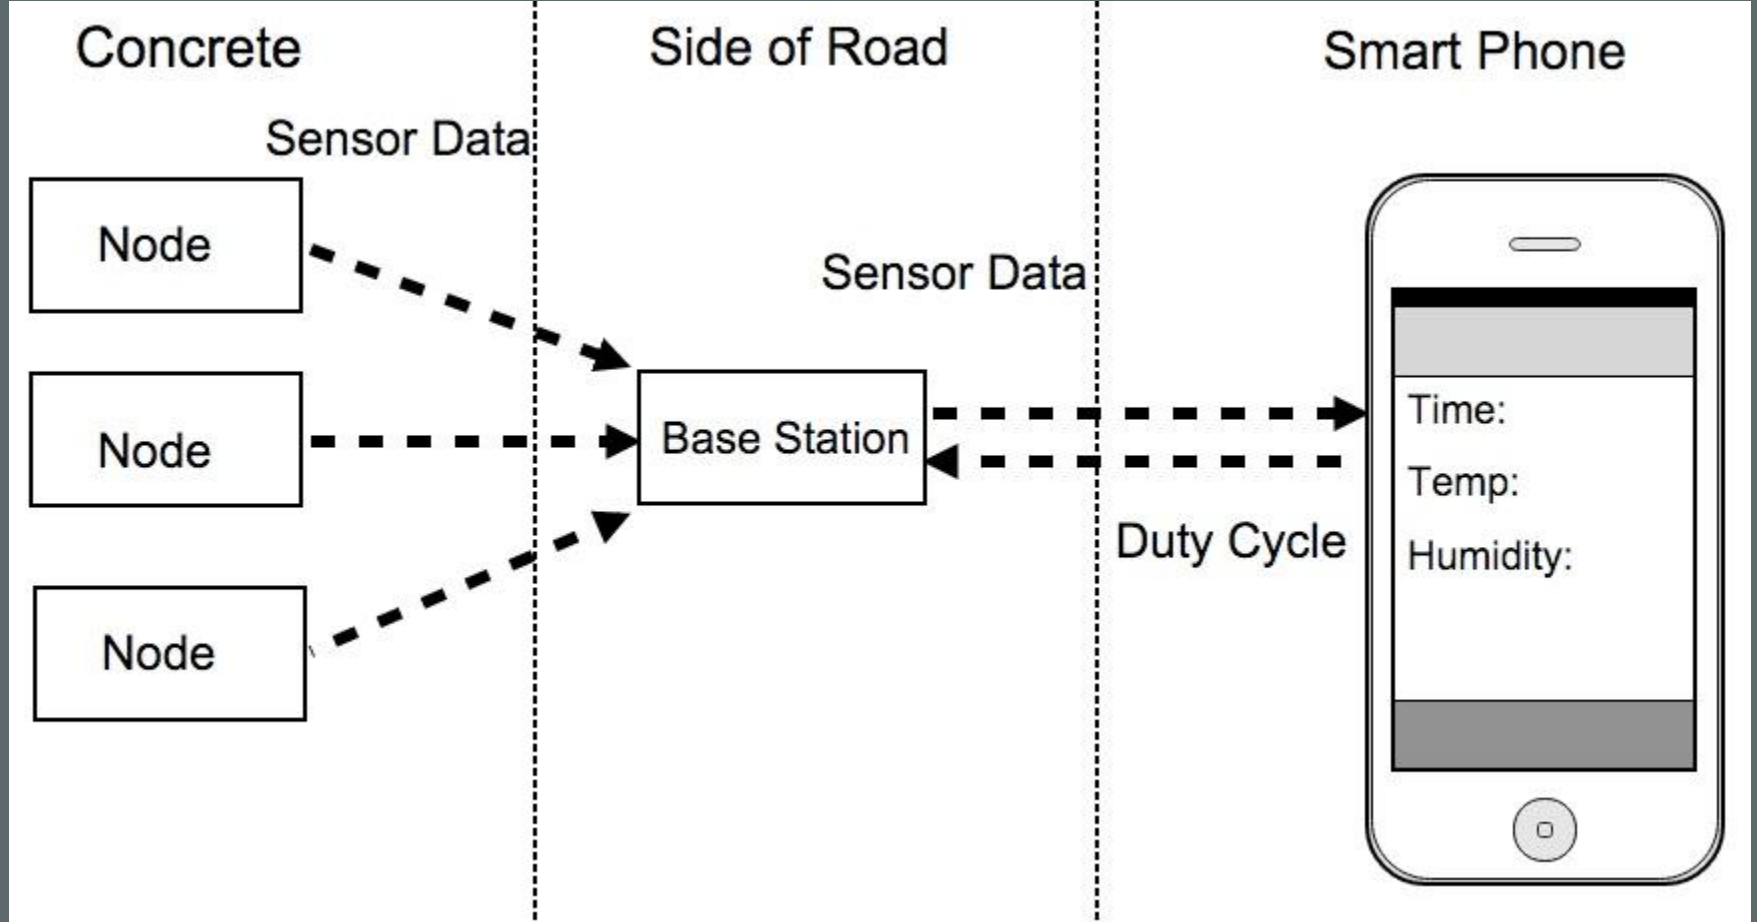 Concrete
Side of Road
Smart Phone
Sensor Data
Node
Node
Node
Sensor Data
Base Station
Duty Cycle
Time:
Temp:
Humidity: